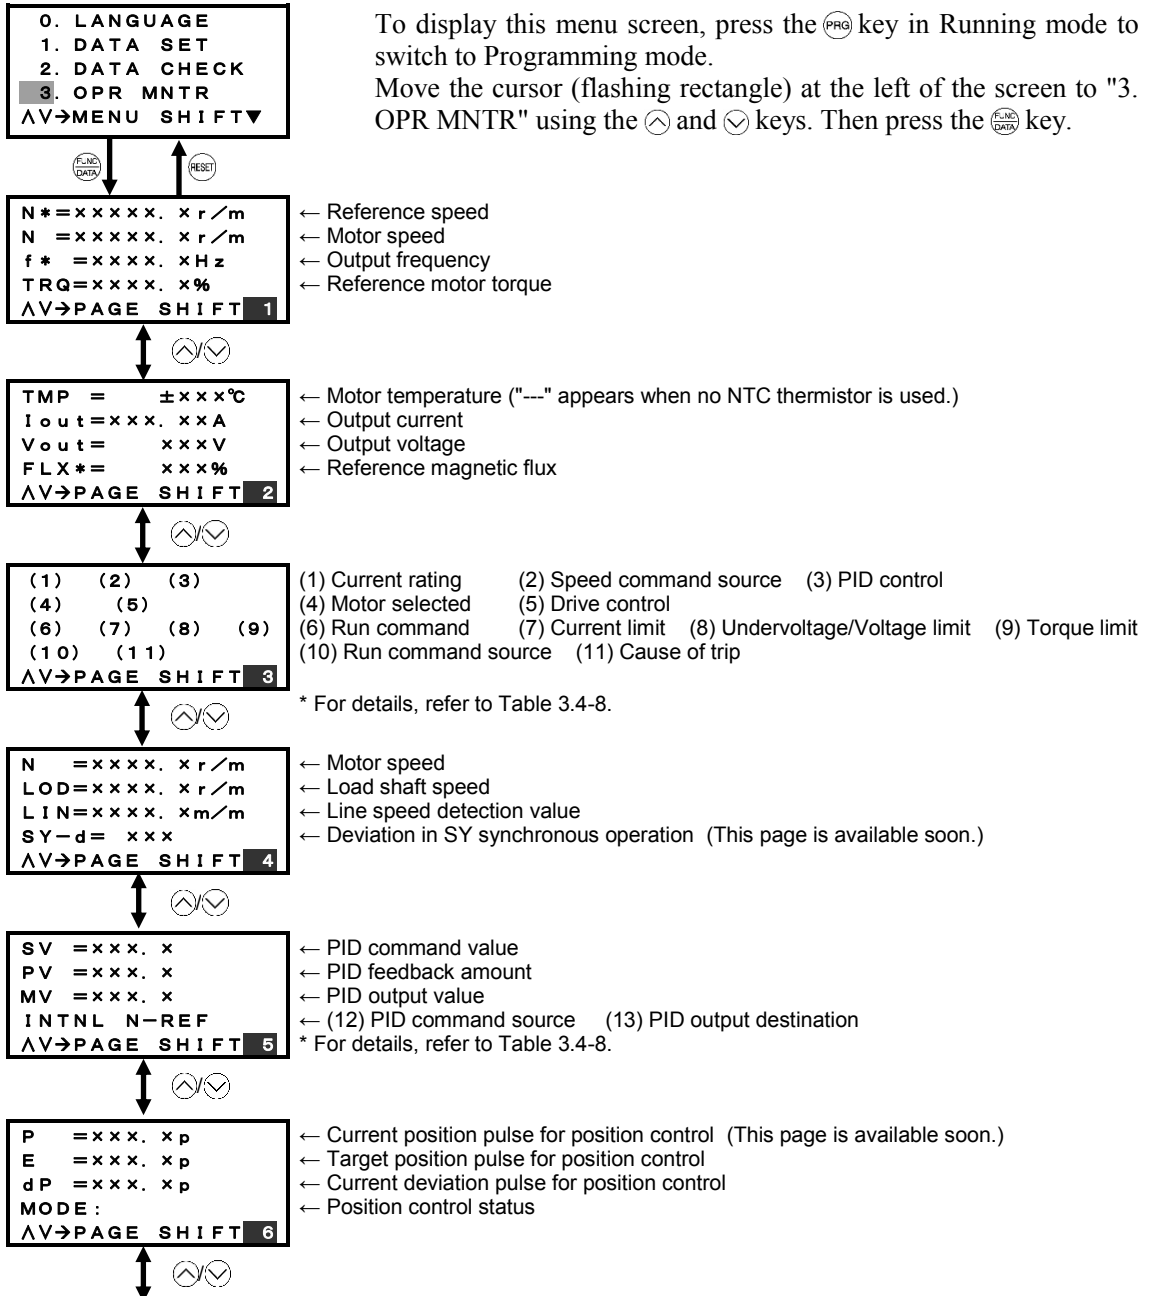 0. LANGUAGE
1. DATA SET
2. DATA CHECK
3. OPR MNTR
∧∨→MENU SHIFT▼
To display this menu screen, press the PRG key in Running mode to
switch to Programming mode.
Move the cursor (flashing rectangle) at the left of the screen to "3.
OPR MNTR" using the ∧ and ∨ keys. Then press the FUNC DATA key.
FUNC DATA RESET
N*=×××××. ×r/m ← Reference speed
N =×××××. ×r/m ← Motor speed
f* =××××. ×Hz ← Output frequency
TRQ=××××. ×% ← Reference motor torque
∧∨→PAGE SHIFT 1
∧/∨
TMP = ±×××℃ ← Motor temperature ("---" appears when no NTC thermistor is used.)
Iout=×××. ××A ← Output current
Vout= ×××V ← Output voltage
FLX*= ×××% ← Reference magnetic flux
∧∨→PAGE SHIFT 2
∧/∨
(1) (2) (3) (1) Current rating (2) Speed command source (3) PID control
(4) (5) (4) Motor selected (5) Drive control
(6) (7) (8) (9) (6) Run command (7) Current limit (8) Undervoltage/Voltage limit (9) Torque limit
(10) (11) (10) Run command source (11) Cause of trip
∧∨→PAGE SHIFT 3
* For details, refer to Table 3.4-8.
∧/∨
N =××××. ×r/m ← Motor speed
LOD=××××. ×r/m ← Load shaft speed
LIN=××××. ×m/m ← Line speed detection value
SY−d= ××× ← Deviation in SY synchronous operation (This page is available soon.)
∧∨→PAGE SHIFT 4
∧/∨
SV =×××. × ← PID command value
PV =×××. × ← PID feedback amount
MV =×××. × ← PID output value
INTNL N−REF ← (12) PID command source (13) PID output destination
∧∨→PAGE SHIFT 5 * For details, refer to Table 3.4-8.
∧/∨
P =×××. ×p ← Current position pulse for position control (This page is available soon.)
E =×××. ×p ← Target position pulse for position control
dP =×××. ×p ← Current deviation pulse for position control
MODE: ← Position control status
∧∨→PAGE SHIFT 6
∧/∨